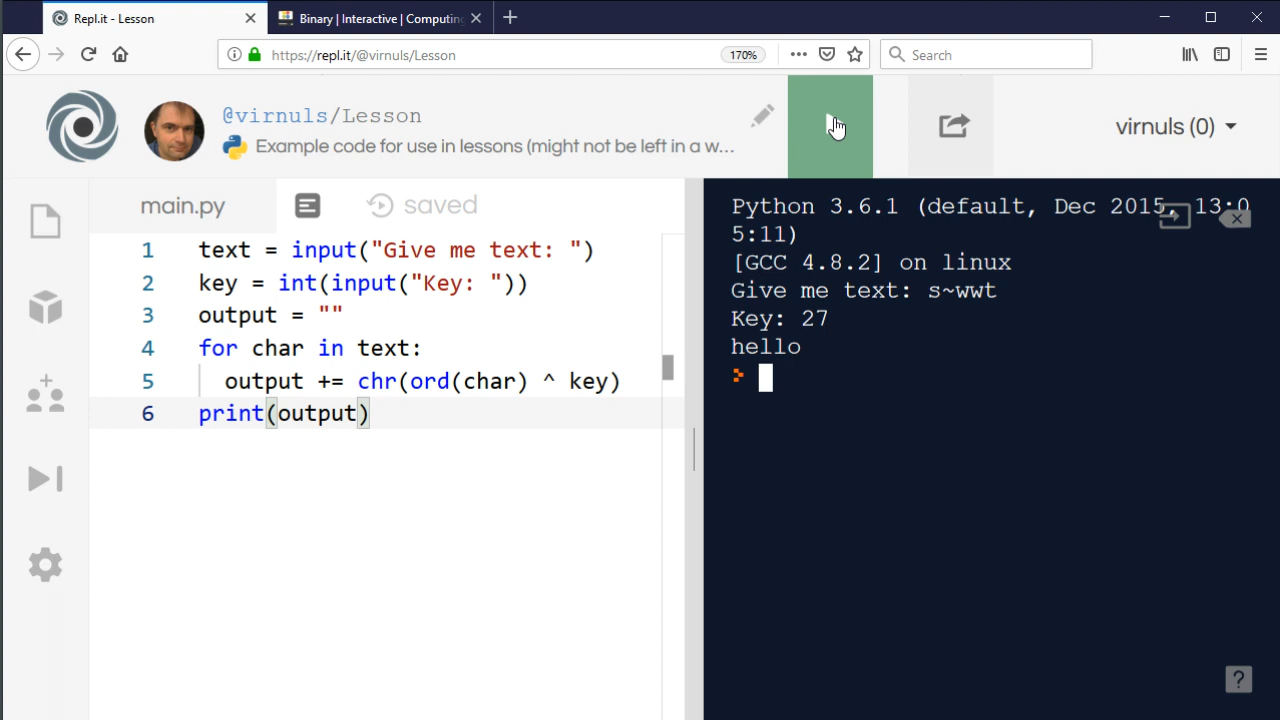 Repl.it - Lesson
Binary | Interactive | Computing
https://repl.it/@virnuls/Lesson
170%
Search
@virnuls/Lesson
Example code for use in lessons (might not be left in a w...
virnuls (0)
main.py
saved
1 text = input("Give me text: ")
2 key = int(input("Key: "))
3 output = ""
4 for char in text:
5 output += chr(ord(char) ^ key)
6 print(output)
Python 3.6.1 (default, Dec 2015, 13:0
5:11)
[GCC 4.8.2] on linux
Give me text: s~wwt
Key: 27
hello